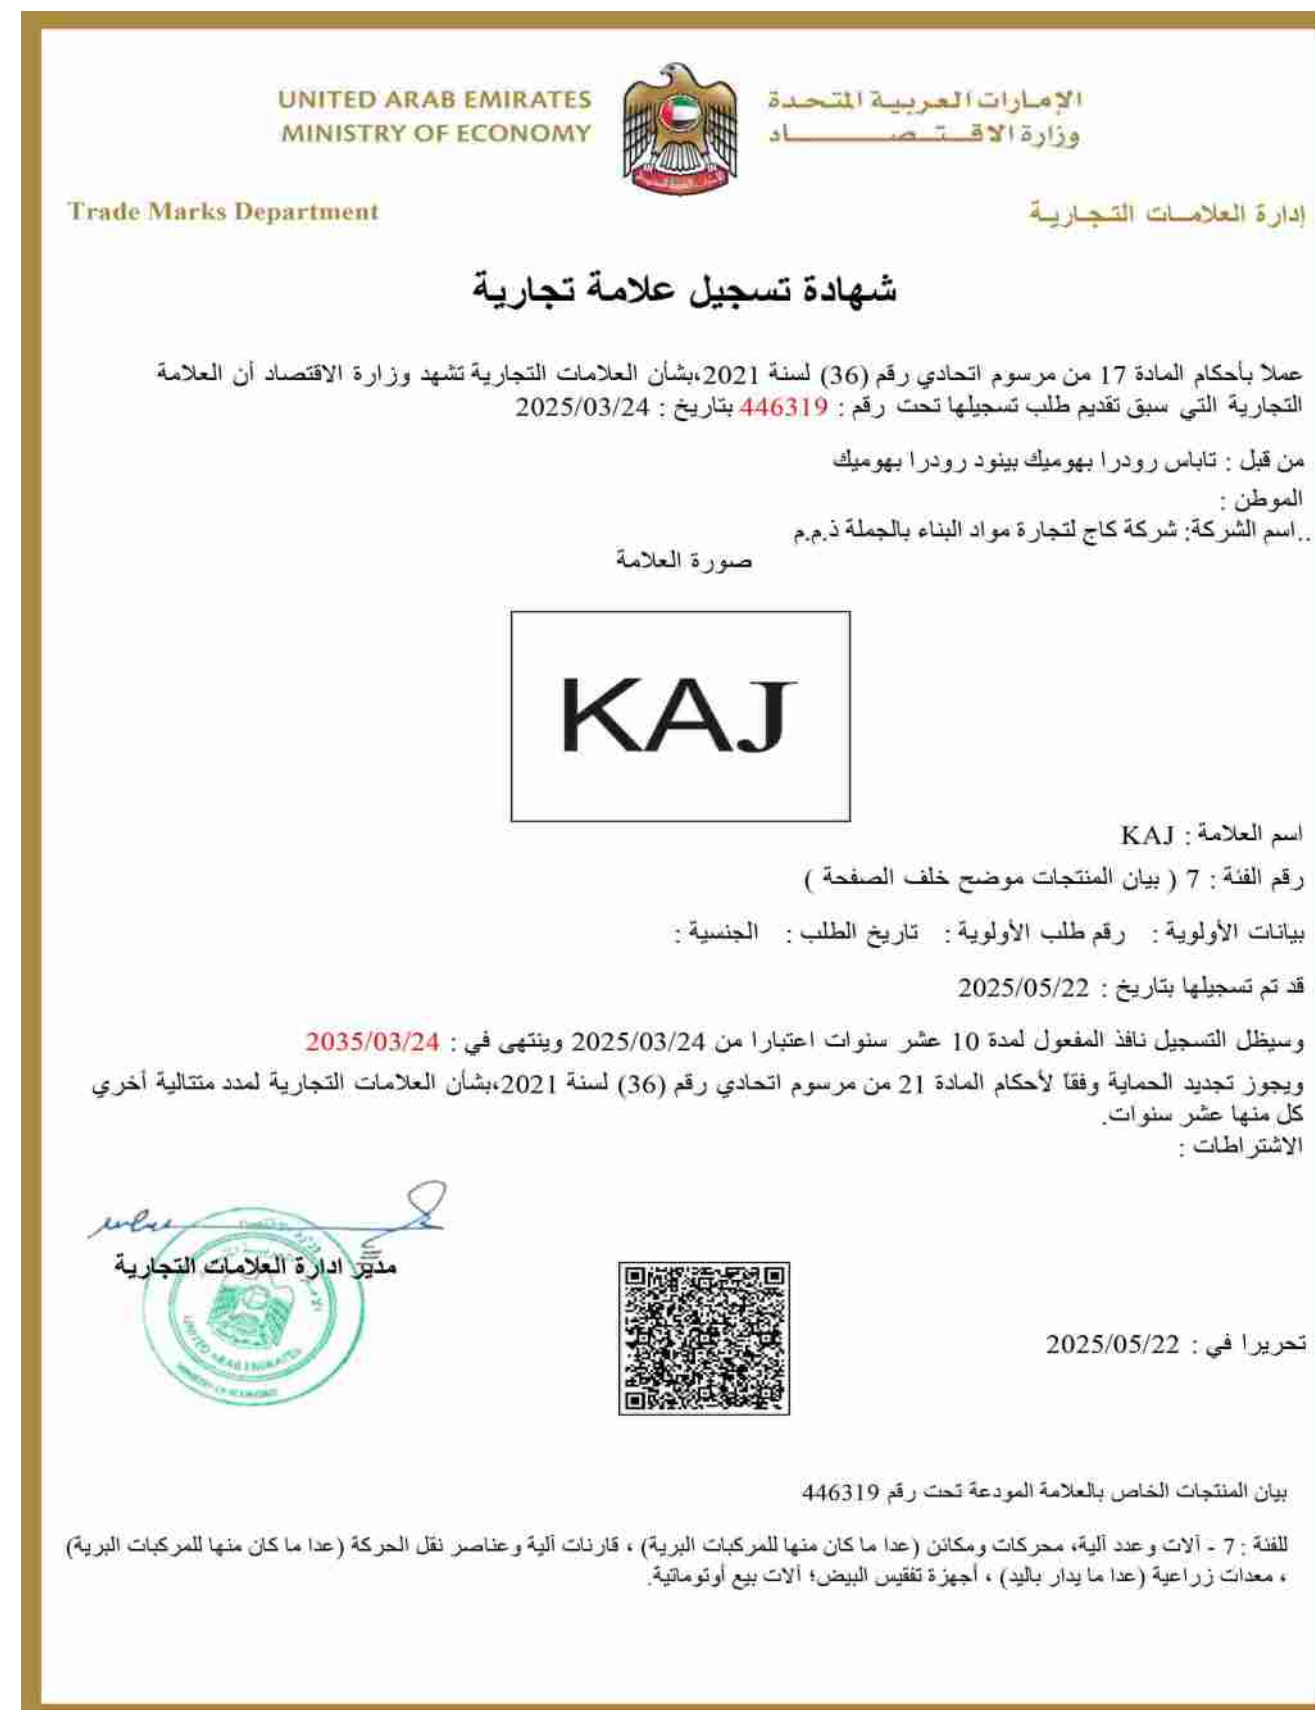 UNITED ARAB EMIRATES
MINISTRY OF ECONOMY
الإمارات العربية المتحدة
وزارة الاقتصاد
Trade Marks Department
إدارة العلامات التجارية
شهادة تسجيل علامة تجارية
عملا بأحكام المادة 17 من مرسوم اتحادي رقم (36) لسنة 2021،بشأن العلامات التجارية تشهد وزارة الاقتصاد أن العلامة
التجارية التي سبق تقديم طلب تسجيلها تحت رقم : 446319 بتاريخ : 2025/03/24
من قبل : تاباس رودرا بهوميك بينود رودرا بهوميك
الموطن :
..اسم الشركة: شركة كاج لتجارة مواد البناء بالجملة ذ.م.م
صورة العلامة
KAJ
اسم العلامة : KAJ
رقم الفئة : 7 ( بيان المنتجات موضح خلف الصفحة )
بيانات الأولوية : رقم طلب الأولوية : تاريخ الطلب : الجنسية :
قد تم تسجيلها بتاريخ : 2025/05/22
وسيظل التسجيل نافذ المفعول لمدة 10 عشر سنوات اعتبارا من 2025/03/24 وينتهى في : 2035/03/24
ويجوز تجديد الحماية وفقاً لأحكام المادة 21 من مرسوم اتحادي رقم (36) لسنة 2021،بشأن العلامات التجارية لمدد متتالية أخري
كل منها عشر سنوات.
الاشتراطات :
مدير ادارة العلامات التجارية
UNITED ARAB EMIRATES
MINISTRY OF ECONOMY
تحريرا في : 2025/05/22
بيان المنتجات الخاص بالعلامة المودعة تحت رقم 446319
للفئة : 7 - آلات وعدد آلية، محركات ومكائن (عدا ما كان منها للمركبات البرية) ، قارنات آلية وعناصر نقل الحركة (عدا ما كان منها للمركبات البرية)
، معدات زراعية (عدا ما يدار باليد) ، أجهزة تفقيس البيض؛ آلات بيع أوتوماتية.